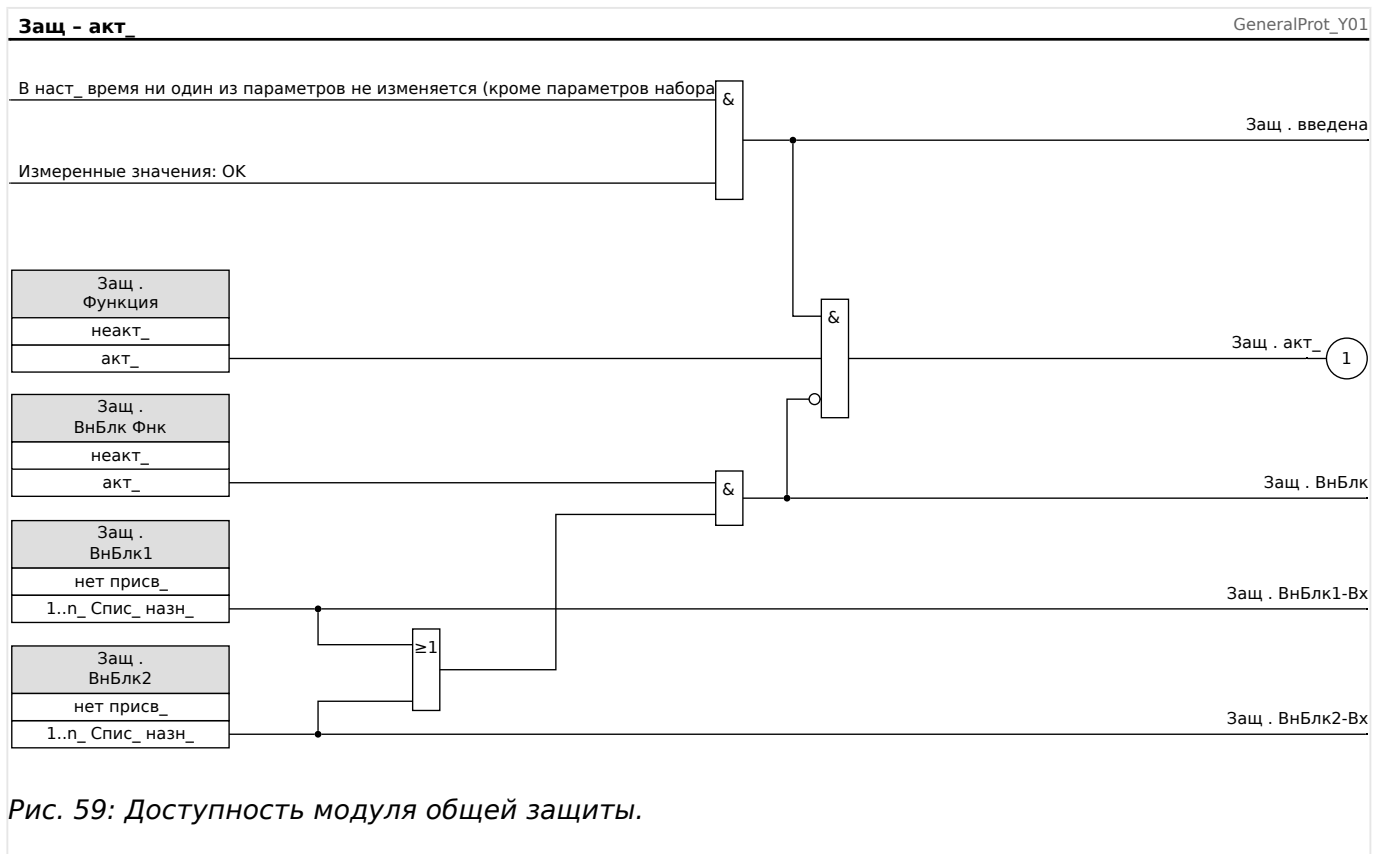 Защ – акт_
GeneralProt_Y01
В наст_ время ни один из параметров не изменяется (кроме параметров набора
&
Защ . введена
Измеренные значения: OK
Защ .
Функция
неакт_
акт_
&
Защ . акт_
1
Защ .
ВнБлк Фнк
неакт_
акт_
&
Защ . ВнБлк
Защ .
ВнБлк1
нет присв_
1..n_ Спис_ назн_
Защ . ВнБлк1-Вх
≥1
Защ .
ВнБлк2
нет присв_
1..n_ Спис_ назн_
Защ . ВнБлк2-Вх
Рис. 59: Доступность модуля общей защиты.